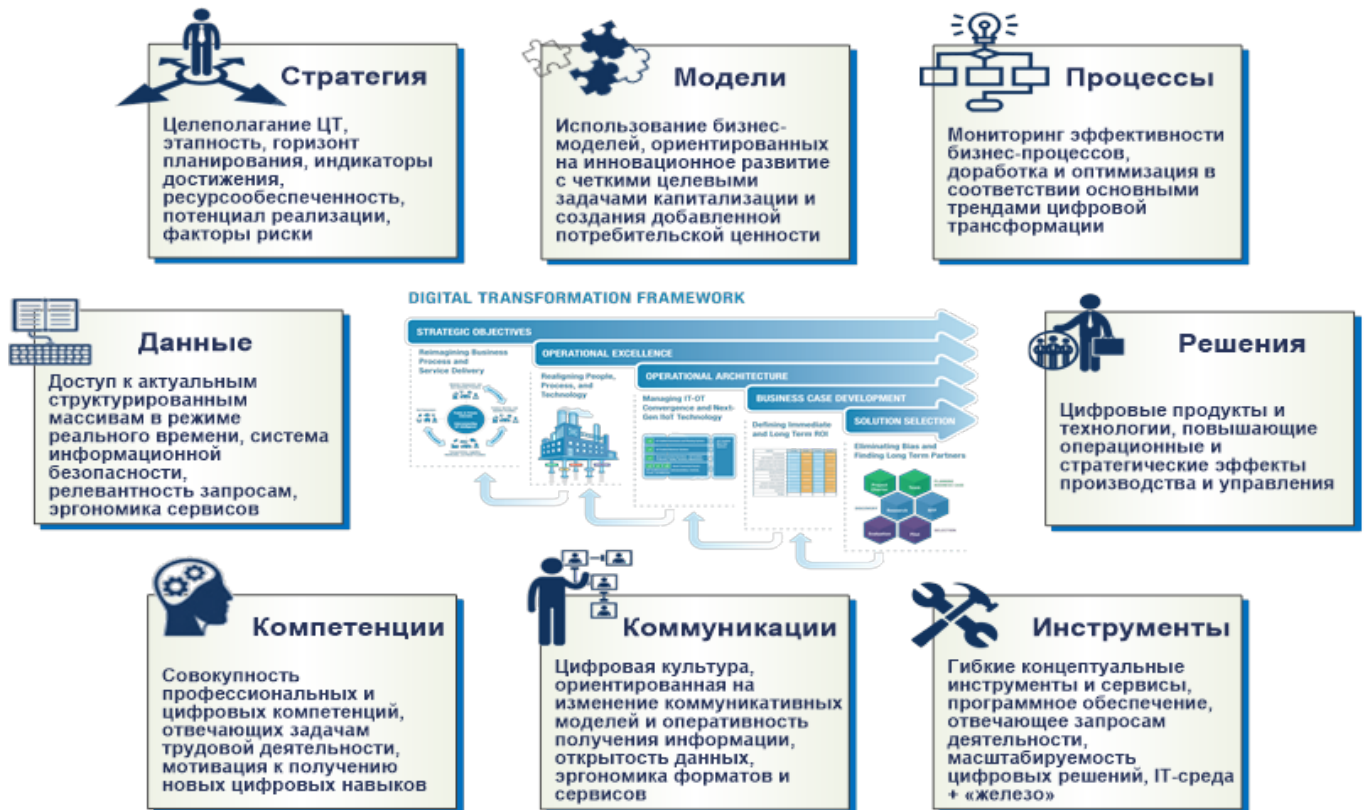 Стратегия
Целеполагание ЦТ,
этапность, горизонт
планирования, индикаторы
достижения,
ресурсообеспеченность,
потенциал реализации,
факторы риски
Модели
Использование бизнес-
моделей, ориентированных
на инновационное развитие
с четкими целевыми
задачами капитализации и
создания добавленной
потребительской ценности
Процессы
Мониторинг эффективности
бизнес-процессов,
доработка и оптимизация в
соответствии основными
трендами цифровой
трансформации
Данные
Доступ к актуальным
структурированным
массивам в режиме
реального времени, система
информационной
безопасности,
релевантность запросам,
эргономика сервисов
DIGITAL TRANSFORMATION FRAMEWORK
STRATEGIC OBJECTIVES
Reimagining Business
Process and
Service Delivery
OPERATIONAL EXCELLENCE
Realigning People,
Process, and
Technology
OPERATIONAL ARCHITECTURE
Managing IT-OT
Convergence and Next-
Gen IIoT Technology
BUSINESS CASE DEVELOPMENT
Defining Immediate
and Long Term ROI
SOLUTION SELECTION
Eliminating Bias and
Finding Long Term Partners
Решения
Цифровые продукты и
технологии, повышающие
операционные и
стратегические эффекты
производства и управления
Компетенции
Совокупность
профессиональных и
цифровых компетенций,
отвечающих задачам
трудовой деятельности,
мотивация к получению
новых цифровых навыков
Коммуникации
Цифровая культура,
ориентированная на
изменение коммуникативных
моделей и оперативность
получения информации,
открытость данных,
эргономика форматов и
сервисов
Инструменты
Гибкие концептуальные
инструменты и сервисы,
программное обеспечение,
отвечающее запросам
деятельности,
масштабируемость
цифровых решений, IT-среда
+ «железо»